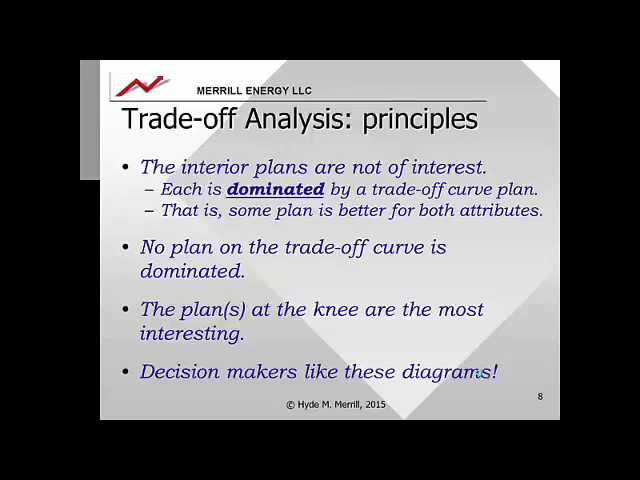 MERRILL ENERGY LLC
Trade-off Analysis: principles
• The interior plans are not of interest.
– Each is dominated by a trade-off curve plan.
– That is, some plan is better for both attributes.
• No plan on the trade-off curve is
dominated.
• The plan(s) at the knee are the most
interesting.
• Decision makers like these diagrams!
© Hyde M. Merrill, 2015
8